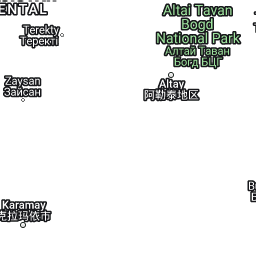 ENTAL
Altai Tavan
Bogd
National Park
Алтай Таван
Богд БЦГ
Terekty
Теректі
Zaysan
Зайсан
Altay
阿勒泰地区
Karamay
克拉玛依市